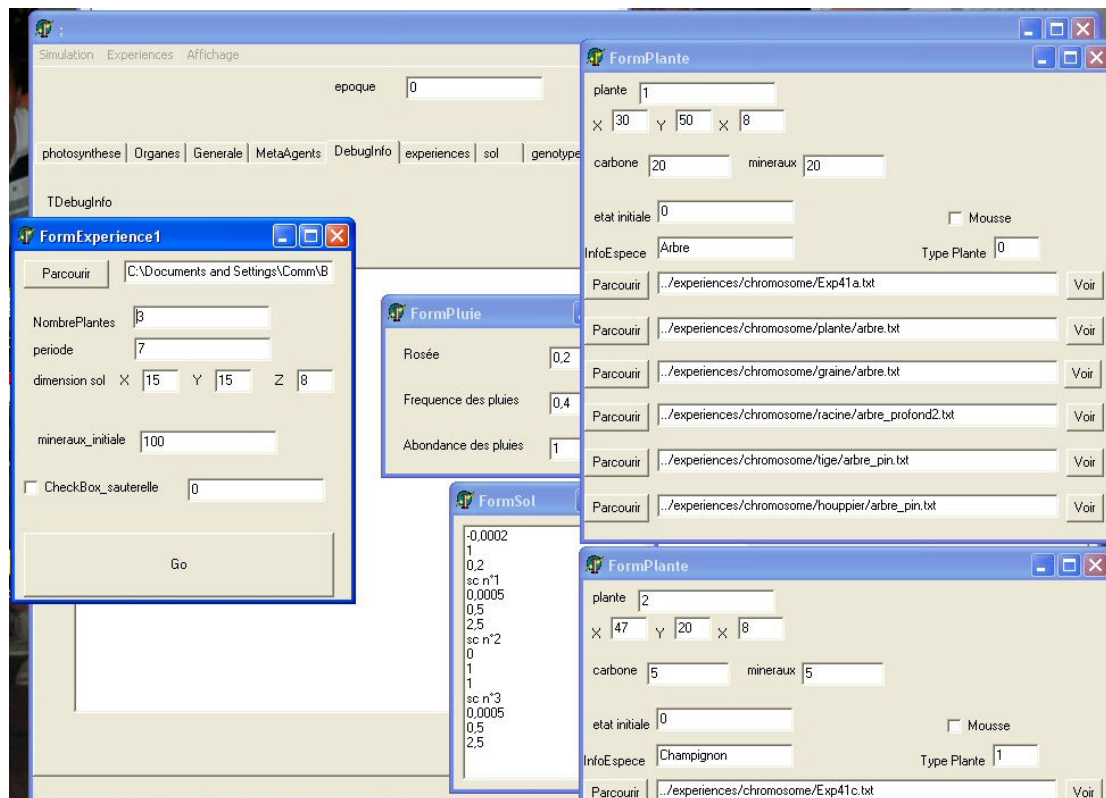 :
Simulation Experiences Affichage
epoque 0
photosynthese Organes Generale MetaAgents DebugInfo experiences sol genotype
TDebugInfo
FormExperience1
Parcourir C:\Documents and Settings\Comm\B
NombrePlantes 3
periode 7
dimension sol X 15 Y 15 Z 8
mineraux_initiale 100
CheckBox_sauterelle 0
Go
FormPluie
Rosée 0,2
Frequence des pluies 0,4
Abondance des pluies 1
FormSol
-0,0002
1
0,2
sc n°1
0,0005
0,5
2,5
sc n°2
0
1
1
sc n°3
0,0005
0,5
2,5
FormPlante
plante 1
X 30 Y 50 X 8
carbone 20 mineraux 20
etat initiale 0 Mousse
InfoEspece Arbre Type Plante 0
Parcourir ../experiences/chromosome/Exp41a.txt Voir
Parcourir ../experiences/chromosome/plante/arbre.txt Voir
Parcourir ../experiences/chromosome/graine/arbre.txt Voir
Parcourir ../experiences/chromosome/racine/arbre_profond2.txt Voir
Parcourir ../experiences/chromosome/tige/arbre_pin.txt Voir
Parcourir ../experiences/chromosome/houppier/arbre_pin.txt Voir
FormPlante
plante 2
X 47 Y 20 X 8
carbone 5 mineraux 5
etat initiale 0 Mousse
InfoEspece Champignon Type Plante 1
Parcourir ../experiences/chromosome/Exp41c.txt Voir